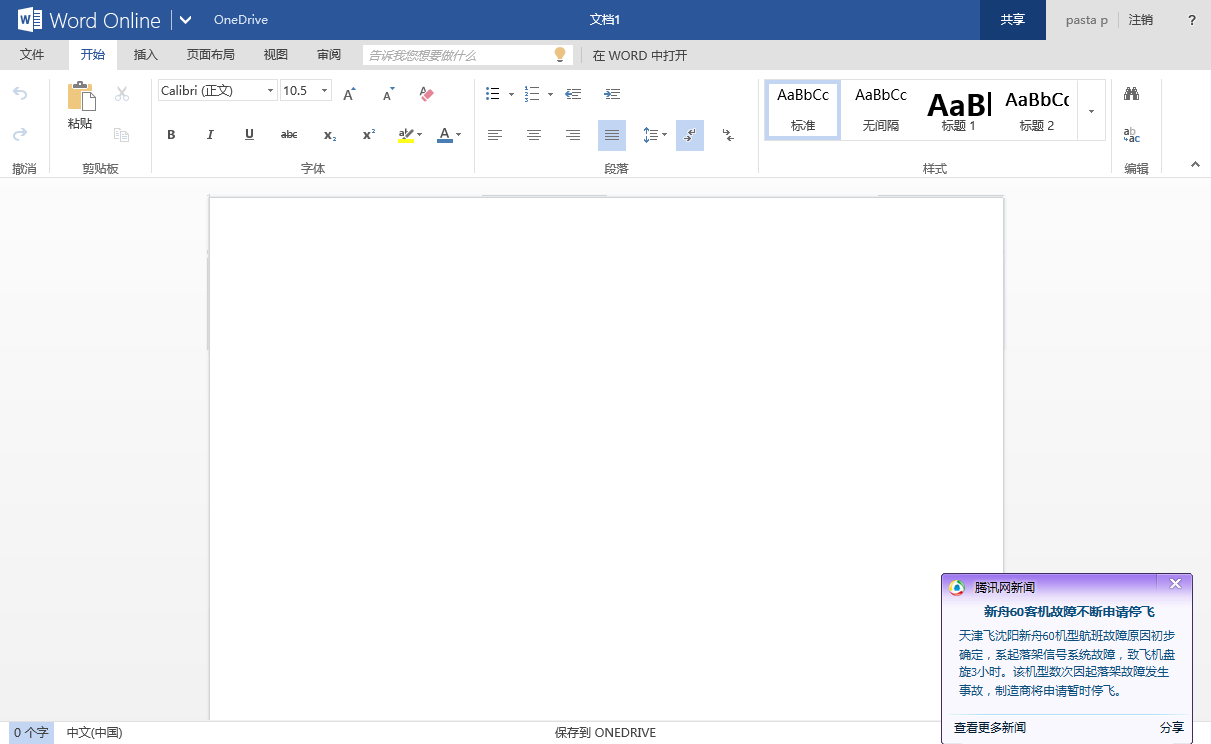 Word Online OneDrive 文档1 共享 pasta p 注销 ?
文件 开始 插入 页面布局 视图 审阅 告诉我您想要做什么 在 WORD 中打开
Calibri (正文) 10.5 A A
粘贴
B I U abc x₂ x² ab A
AaBbCc AaBbCc AaBl AaBbCc
标准 无间隔 标题 1 标题 2
ab ac
撤消 剪贴板 字体 段落 样式 编辑
腾讯网新闻
新舟60客机故障不断申请停飞
天津飞沈阳新舟60机型航班故障原因初步
确定，系起落架信号系统故障，致飞机盘
旋3小时。该机型数次因起落架故障发生
事故，制造商将申请暂时停飞。
查看更多新闻 分享
0 个字 中文(中国) 保存到 ONEDRIVE